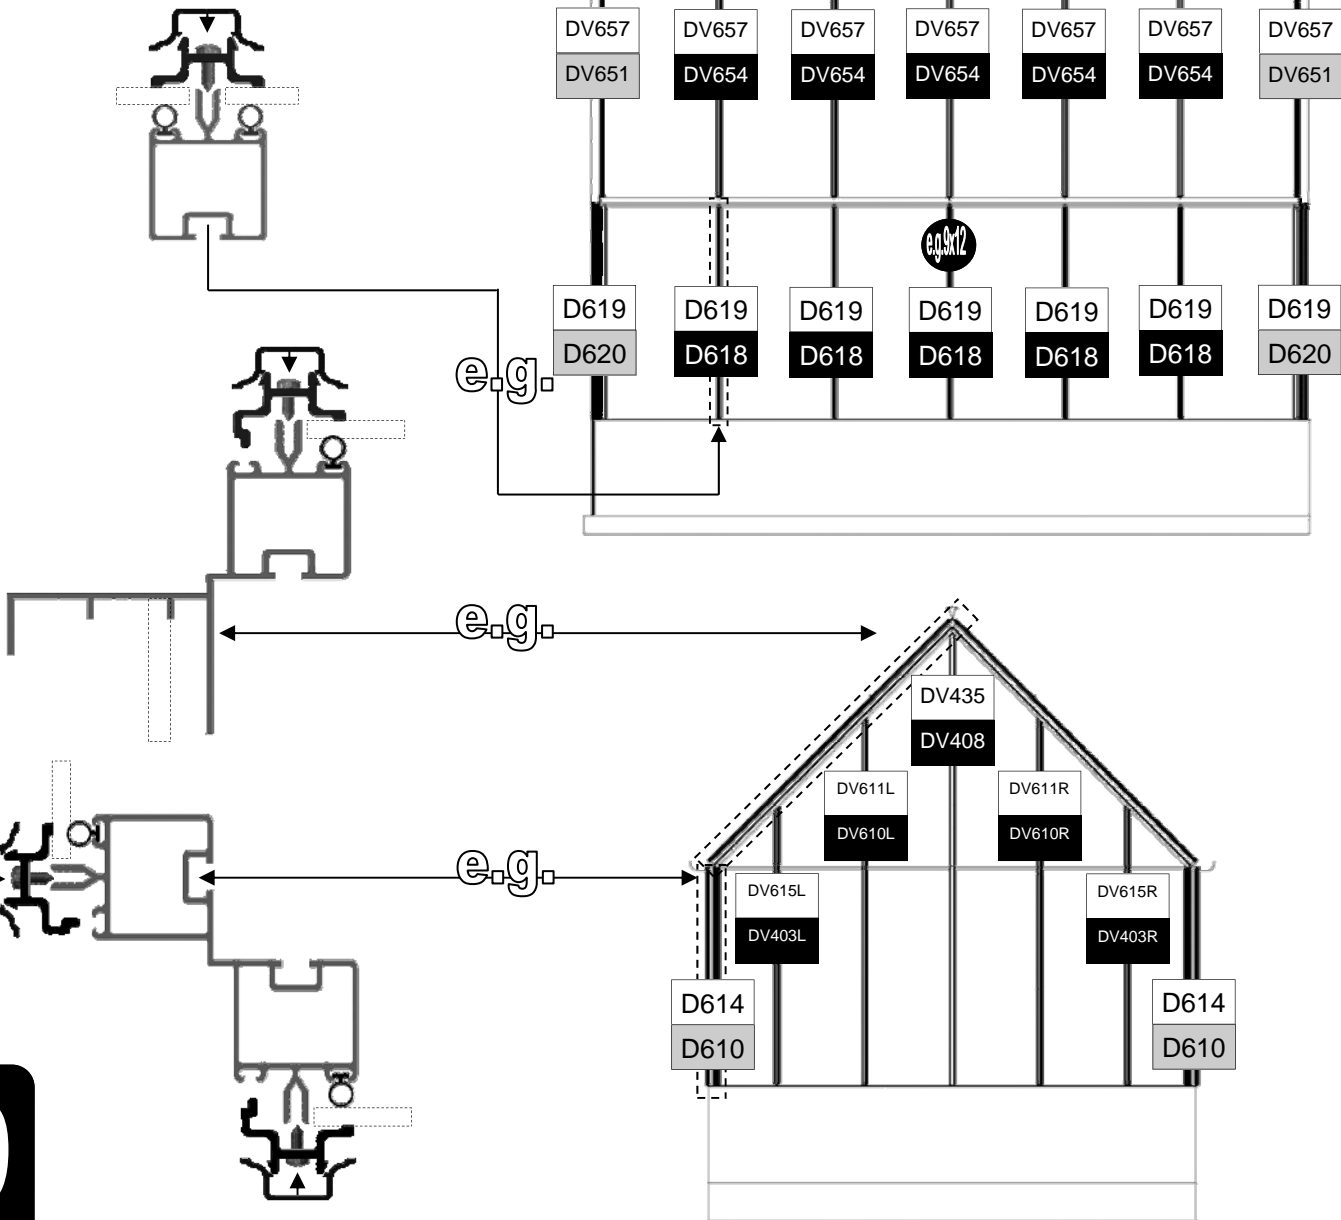 DV657 DV657 DV657 DV657 DV657 DV657 DV657
DV651 DV654 DV654 DV654 DV654 DV654 DV651
e.g.9x12
D619 D619 D619 D619 D619 D619 D619
D620 D618 D618 D618 D618 D618 D620
e.g.
e.g.
DV435
DV408
DV611L DV611R
DV610L DV610R
e.g.
DV615L DV615R
DV403L DV403R
D614 D614
D610 D610